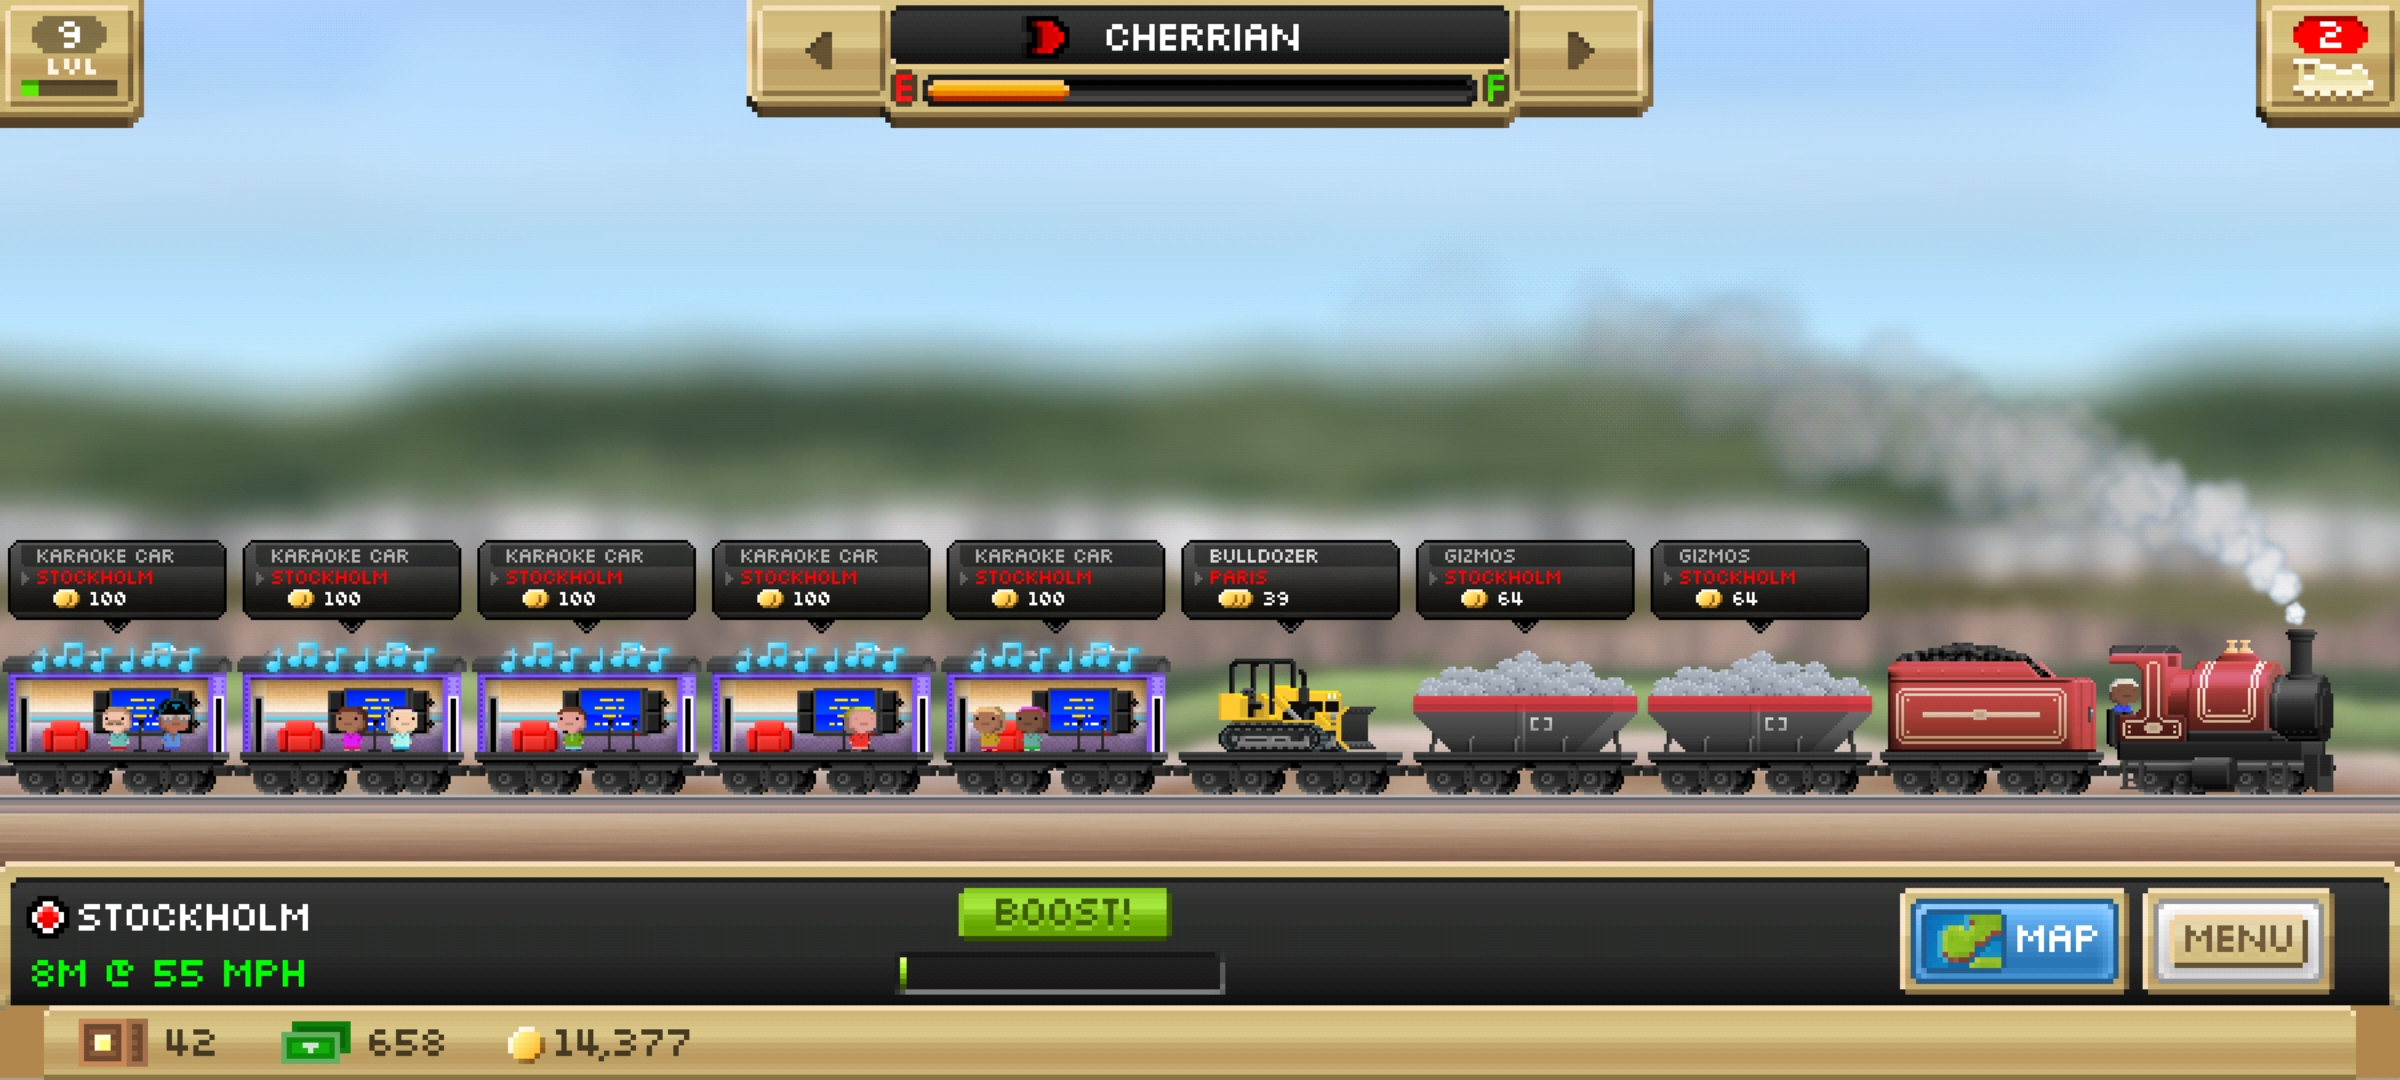 9
LVL
CHERRIAN
E F
2
KARAOKE CAR
STOCKHOLM
100
KARAOKE CAR
STOCKHOLM
100
KARAOKE CAR
STOCKHOLM
100
KARAOKE CAR
STOCKHOLM
100
KARAOKE CAR
STOCKHOLM
100
BULLDOZER
PARIS
39
GIZMOS
STOCKHOLM
64
GIZMOS
STOCKHOLM
64
STOCKHOLM
8M @ 55 MPH
BOOST!
MAP
MENU
42 658 14,377